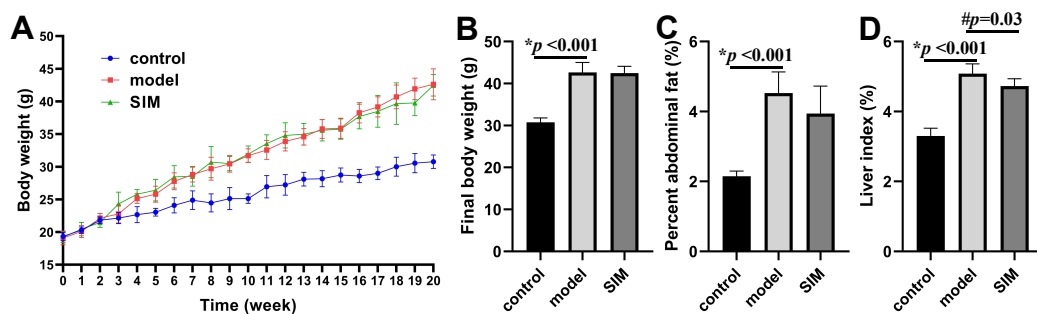 A
Body weight (g)
50
45
40
35
30
25
20
15
control
model
SIM
0 1 2 3 4 5 6 7 8 9 10 11 12 13 14 15 16 17 18 19 20
Time (week)
B
Final body weight (g)
50
40
30
20
10
0
*p <0.001
control
model
SIM
C
Percent abdominal fat (%)
6
4
2
0
*p <0.001
control
model
SIM
D
Liver index (%)
6
4
2
0
#p=0.03
*p <0.001
control
model
SIM